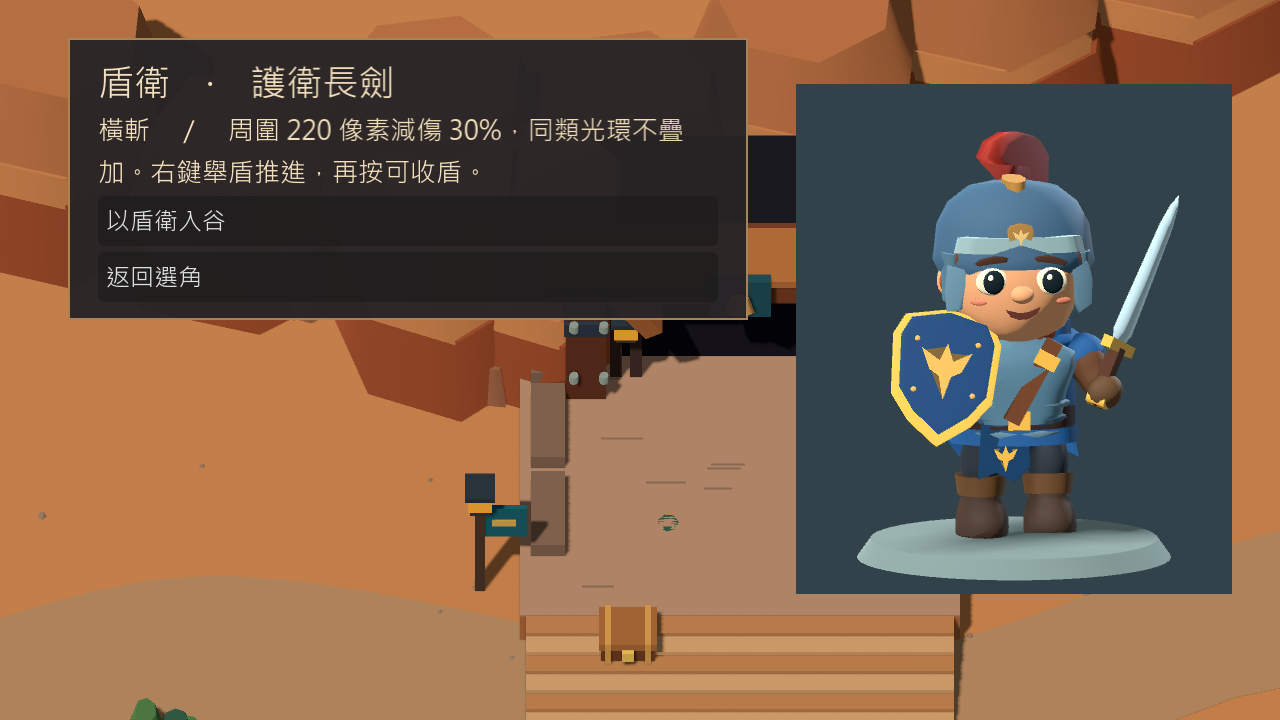 盾衛 · 護衛長劍
橫斬 / 周圍 220 像素減傷 30%，同類光環不疊
加。右鍵舉盾推進，再按可收盾。
以盾衛入谷
返回選角